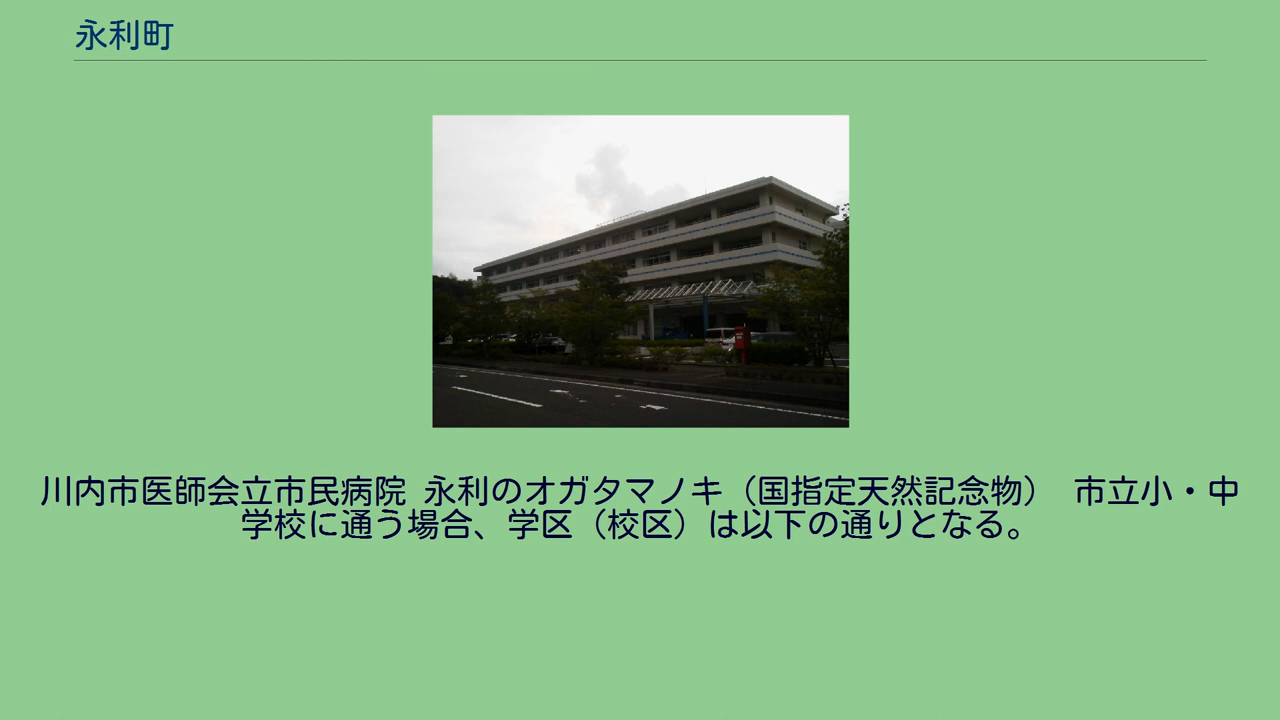 永利町
川内市医師会立市民病院 永利のオガタマノキ（国指定天然記念物） 市立小・中
学校に通う場合、学区（校区）は以下の通りとなる。